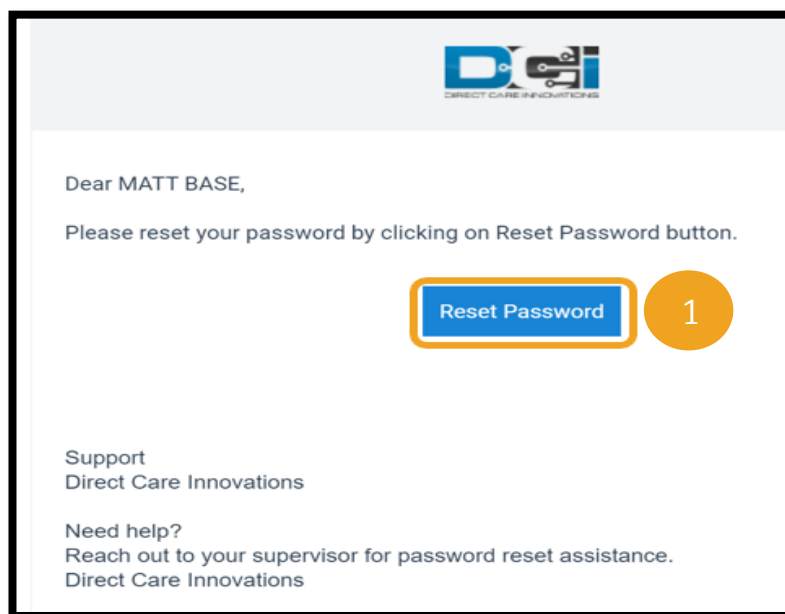 DCi
DIRECT CARE INNOVATIONS
Dear MATT BASE,
Please reset your password by clicking on Reset Password button.
Reset Password
1
Support
Direct Care Innovations
Need help?
Reach out to your supervisor for password reset assistance.
Direct Care Innovations